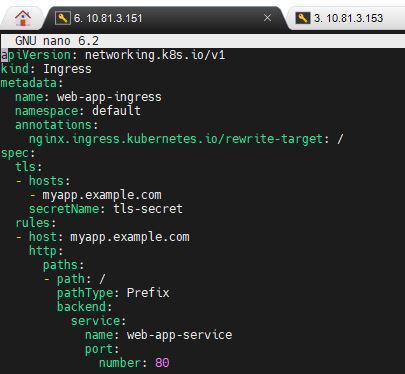 6. 10.81.3.151
3. 10.81.3.153
GNU nano 6.2
apiVersion: networking.k8s.io/v1
kind: Ingress
metadata:
  name: web-app-ingress
  namespace: default
  annotations:
    nginx.ingress.kubernetes.io/rewrite-target: /
spec:
  tls:
  - hosts:
    - myapp.example.com
    secretName: tls-secret
  rules:
  - host: myapp.example.com
    http:
      paths:
      - path: /
        pathType: Prefix
        backend:
          service:
            name: web-app-service
            port:
              number: 80